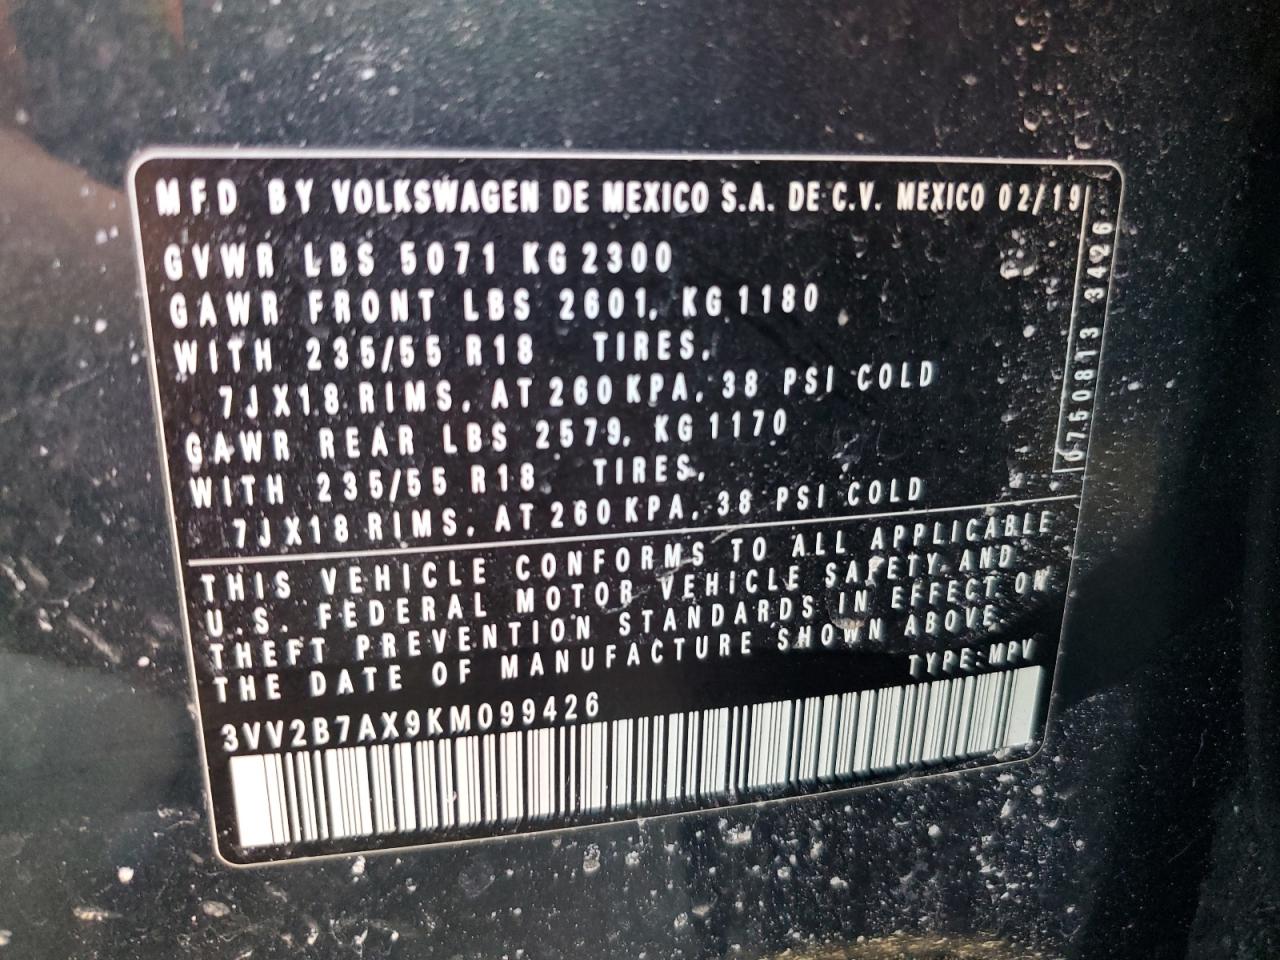 MFD BY VOLKSWAGEN DE MEXICO S.A. DE C.V. MEXICO 02/19
GVWR LBS 5071 KG 2300
GAWR FRONT LBS 2601, KG 1180
WITH 235/55 R18 TIRES,
7JX18 RIMS, AT 260 KPA, 38 PSI COLD
GAWR REAR LBS 2579, KG 1170
WITH 235/55 R18 TIRES,
7JX18 RIMS, AT 260 KPA, 38 PSI COLD
0750813 3426
THIS VEHICLE CONFORMS TO ALL APPLICABLE
U.S. FEDERAL MOTOR VEHICLE SAFETY AND
THEFT PREVENTION STANDARDS IN EFFECT ON
THE DATE OF MANUFACTURE SHOWN ABOVE.
TYPE:MPV
3VV2B7AX9KM099426